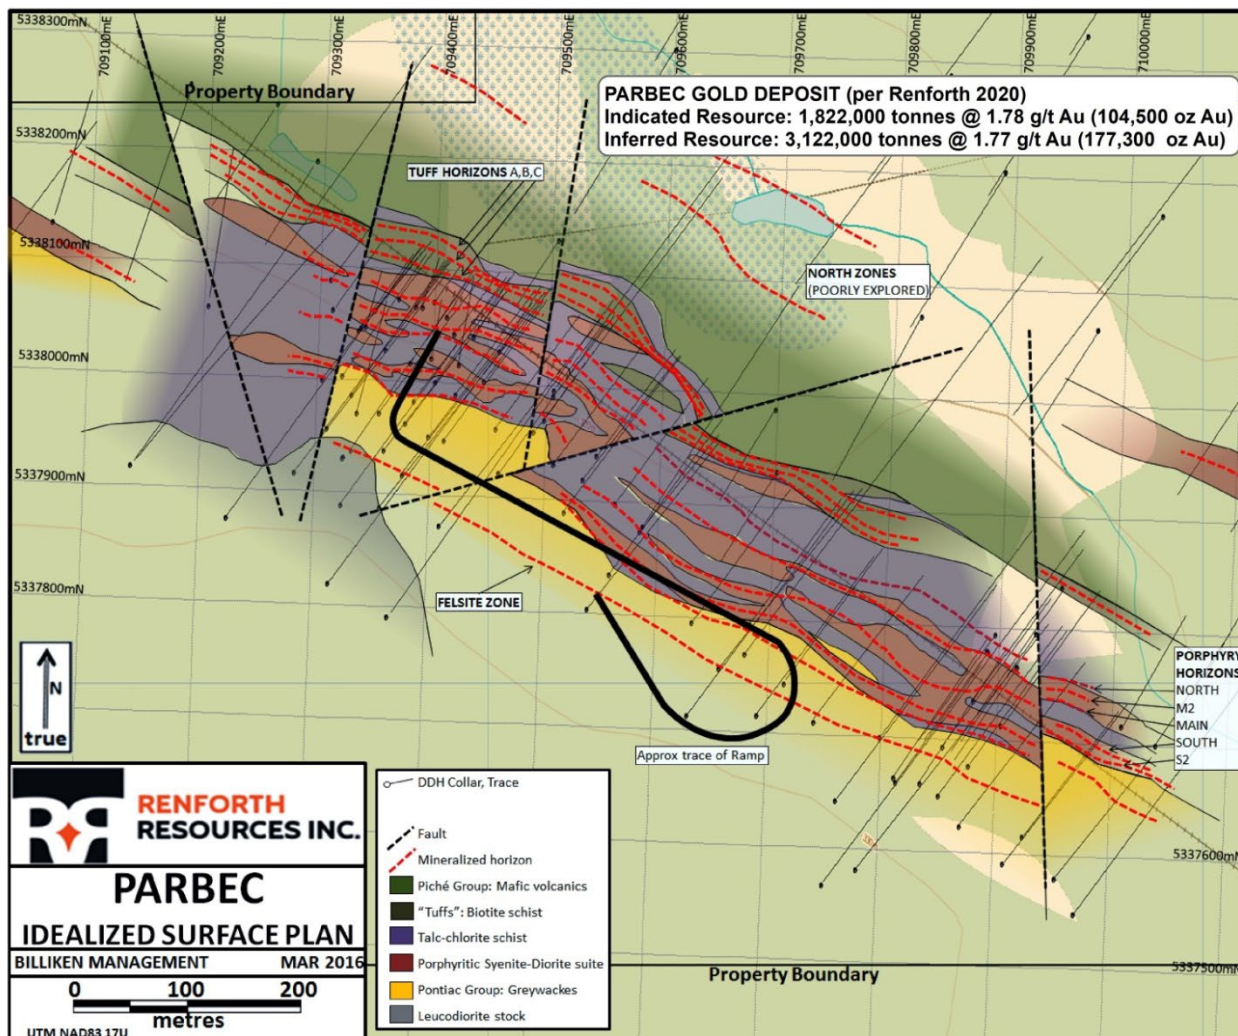 5338300mN
709100mE
709200mE
709300mE
709400mE
709500mE
709600mE
709700mE
709800mE
709900mE
710000mE
Property Boundary
PARBEC GOLD DEPOSIT (per Renforth 2020)
Indicated Resource: 1,822,000 tonnes @ 1.78 g/t Au (104,500 oz Au)
Inferred Resource: 3,122,000 tonnes @ 1.77 g/t Au (177,300 oz Au)
5338200mN
TUFF HORIZONS A,B,C
5338100mN
NORTH ZONES
(POORLY EXPLORED)
5338000mN
5337900mN
5337800mN
FELSITE ZONE
N
true
PORPHYRY
HORIZONS
NORTH
M2
MAIN
SOUTH
S2
Approx trace of Ramp
RENFORTH
RESOURCES INC.
PARBEC
IDEALIZED SURFACE PLAN
BILLIKEN MANAGEMENT MAR 2016
0 100 200
metres
UTM NAD83 17U
DDH Collar, Trace
Fault
Mineralized horizon
Piché Group: Mafic volcanics
"Tuffs": Biotite schist
Talc-chlorite schist
Porphyritic Syenite-Diorite suite
Pontiac Group: Greywackes
Leucodiorite stock
5337600mN
5337500mN
Property Boundary